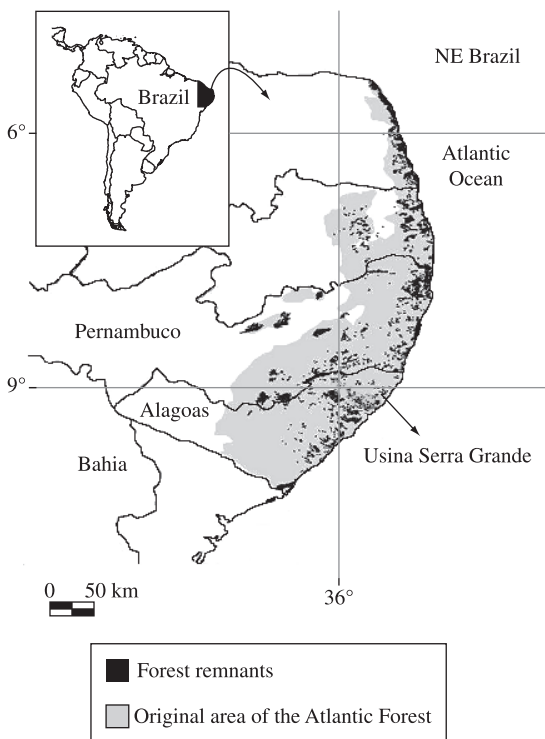 NE Brazil
Brazil
6°
Atlantic
Ocean
Pernambuco
9°
Alagoas
Usina Serra Grande
Bahia
0 50 km
36°
Forest remnants
Original area of the Atlantic Forest